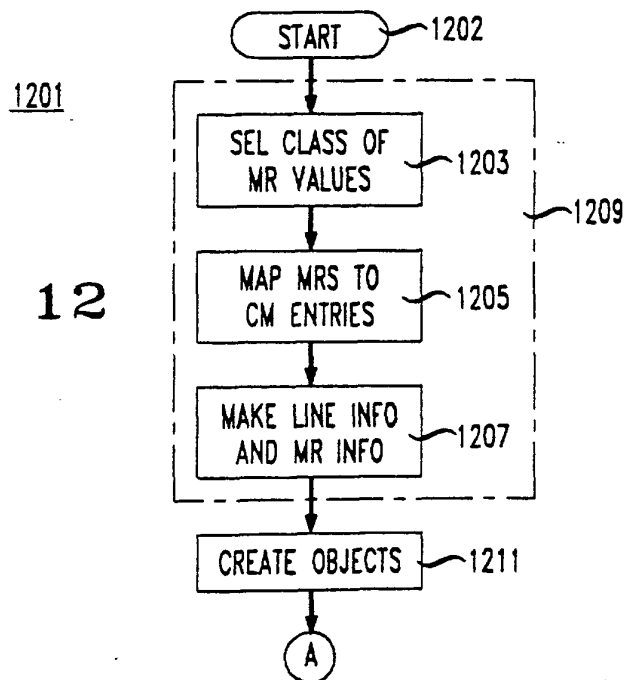 START
1202
1201
SEL CLASS OF
MR VALUES
1203
1209
12
MAP MRS TO
CM ENTRIES
1205
MAKE LINE INFO
AND MR INFO
1207
CREATE OBJECTS
1211
A